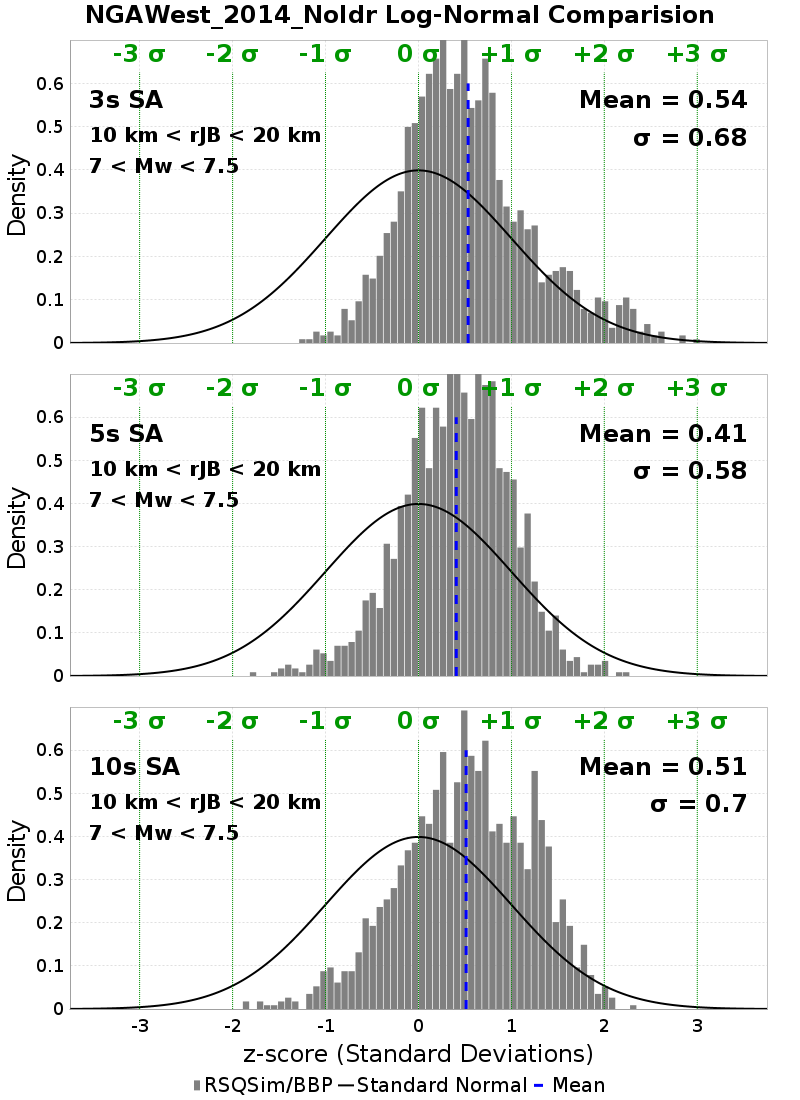 NGAWest_2014_NoIdr Log-Normal Comparision
-3 σ -2 σ -1 σ 0 σ +1 σ +2 σ +3 σ
3s SA
10 km < rJB < 20 km
7 < Mw < 7.5
Mean = 0.54
σ = 0.68
Density
0.6
0.5
0.4
0.3
0.2
0.1
0
-3 σ -2 σ -1 σ 0 σ +1 σ +2 σ +3 σ
5s SA
10 km < rJB < 20 km
7 < Mw < 7.5
Mean = 0.41
σ = 0.58
Density
0.6
0.5
0.4
0.3
0.2
0.1
0
-3 σ -2 σ -1 σ 0 σ +1 σ +2 σ +3 σ
10s SA
10 km < rJB < 20 km
7 < Mw < 7.5
Mean = 0.51
σ = 0.7
Density
0.6
0.5
0.4
0.3
0.2
0.1
0
-3 -2 -1 0 1 2 3
z-score (Standard Deviations)
RSQSim/BBP Standard Normal Mean